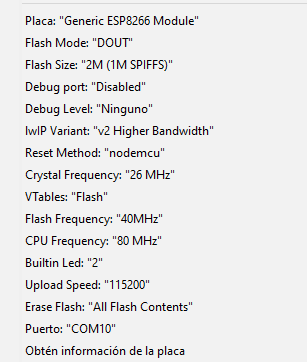 Placa: "Generic ESP8266 Module"
Flash Mode: "DOUT"
Flash Size: "2M (1M SPIFFS)"
Debug port: "Disabled"
Debug Level: "Ninguno"
lwIP Variant: "v2 Higher Bandwidth"
Reset Method: "nodemcu"
Crystal Frequency: "26 MHz"
VTables: "Flash"
Flash Frequency: "40MHz"
CPU Frequency: "80 MHz"
Builtin Led: "2"
Upload Speed: "115200"
Erase Flash: "All Flash Contents"
Puerto: "COM10"
Obtén información de la placa